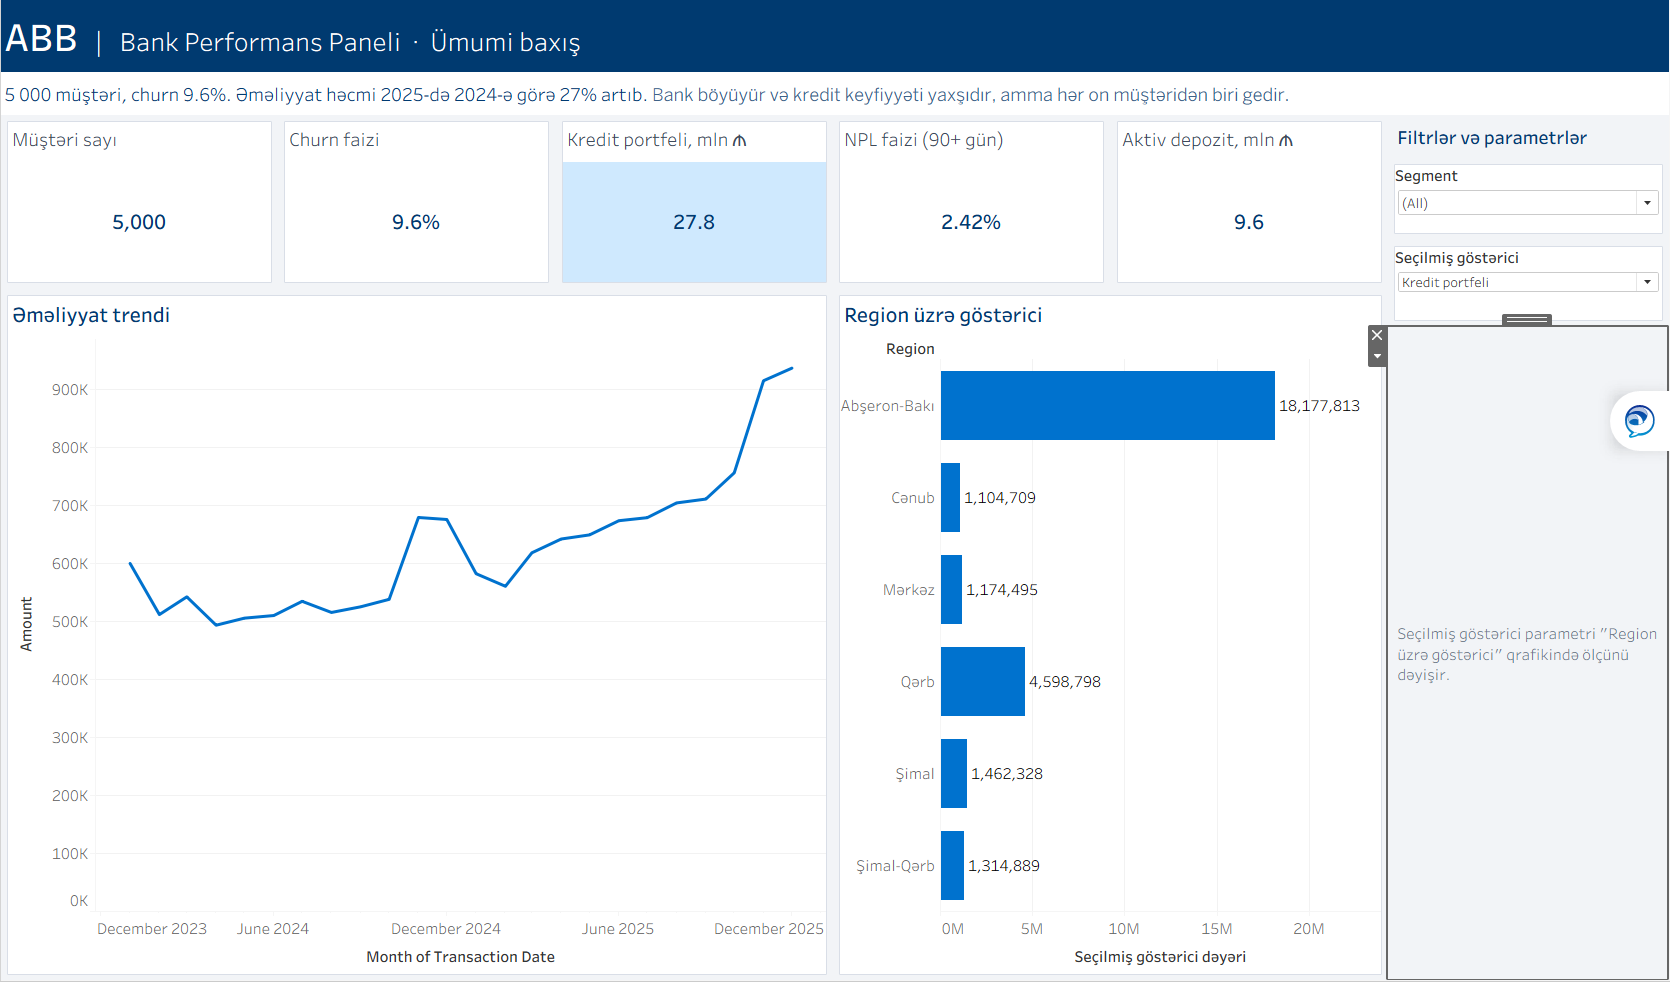 ABB | Bank Performans Paneli · Ümumi baxış
5 000 müştəri, churn 9.6%. Əməliyyat həcmi 2025-də 2024-ə görə 27% artıb. Bank böyüyür və kredit keyfiyyəti yaxşıdır, amma hər on müştəridən biri gedir.
Müştəri sayı
5,000
Churn faizi
9.6%
Kredit portfeli, mln ₼
27.8
NPL faizi (90+ gün)
2.42%
Aktiv depozit, mln ₼
9.6
Filtrlər və parametrlər
Segment
(All)
Seçilmiş göstərici
Kredit portfeli
Əməliyyat trendi
900K
800K
700K
600K
500K
400K
300K
200K
100K
0K
Amount
December 2023
June 2024
December 2024
June 2025
December 2025
Month of Transaction Date
Region üzrə göstərici
Region
Abşeron-Bakı 18,177,813
Cənub 1,104,709
Mərkəz 1,174,495
Qərb 4,598,798
Şimal 1,462,328
Şimal-Qərb 1,314,889
0M
5M
10M
15M
20M
Seçilmiş göstərici dəyəri
Seçilmiş göstərici parametri "Region
üzrə göstərici" qrafikində ölçünü
dəyişir.